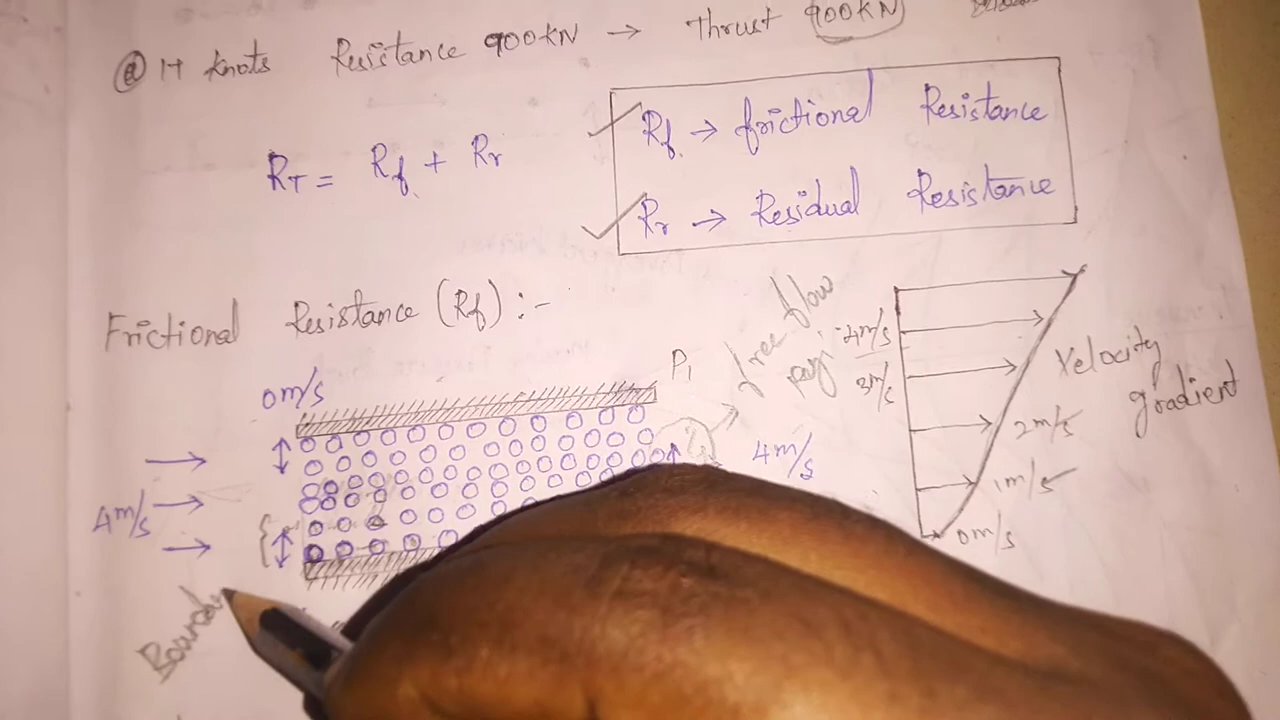 @ 14 knots Resistance 900KN → Thrust 900KN
RT = Rf + Rr
Rf → frictional Resistance
Rr → Residual Resistance
Frictional Resistance (Rf) :-
0m/s
P1
free flow
4m/s
4m/s
4m/s
3m/s
2m/s
1m/s
0m/s
Velocity
gradient